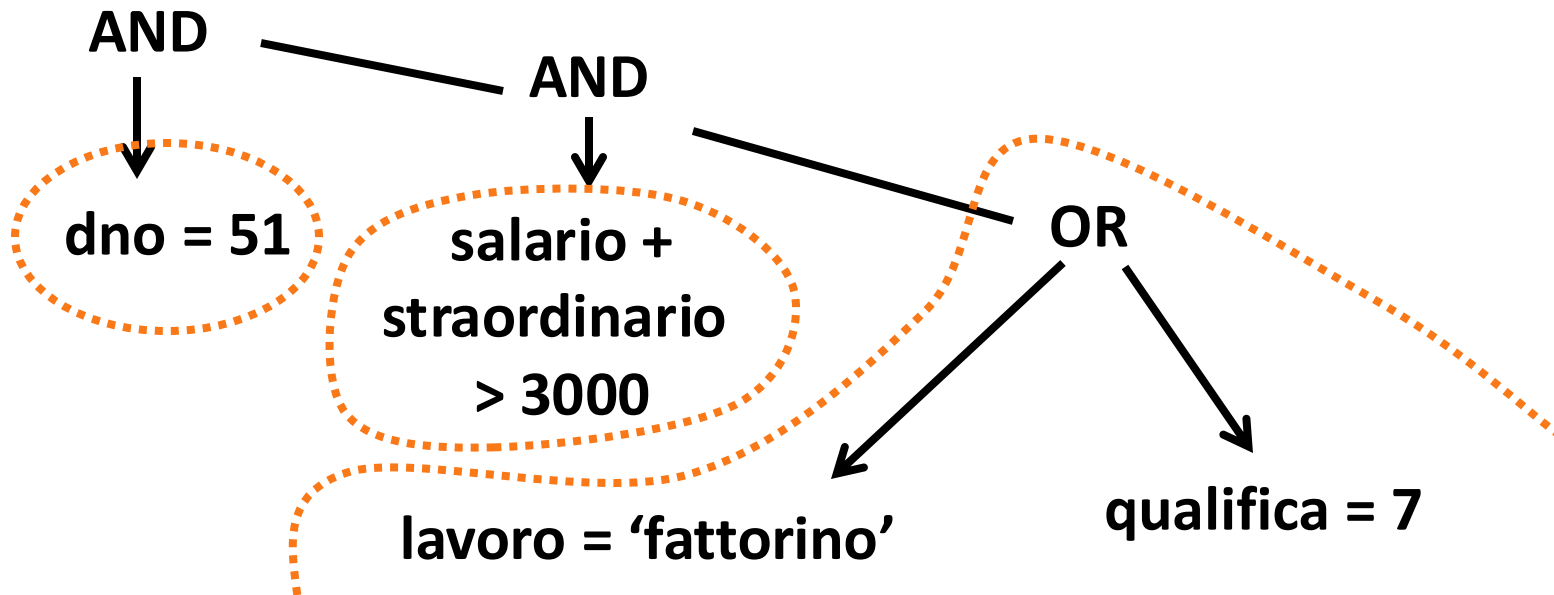 AND
AND
dno = 51
salario +
straordinario
> 3000
OR
lavoro = ‘fattorino’
qualifica = 7